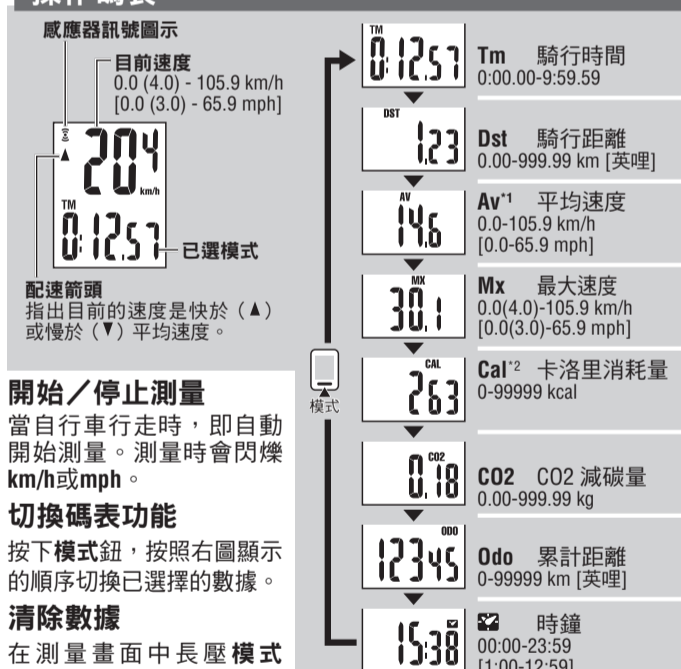 操作碼表
感應器訊號圖示
目前速度
0.0 (4.0) - 105.9 km/h
[0.0 (3.0) - 65.9 mph]
20.4
km/h
TM
0:12.57
已選模式
配速箭頭
指出目前的速度是快於（▲）
或慢於（▼）平均速度。
開始／停止測量
當自行車行走時，即自動
開始測量。測量時會閃爍
km/h或mph。
切換碼表功能
按下模式鈕，按照右圖顯示
的順序切換已選擇的數據。
清除數據
在測量畫面中長壓模式
模式
TM
0:12.57
Tm 騎行時間
0:00.00-9:59.59
DST
1.23
Dst 騎行距離
0.00-999.99 km [英哩]
AV
14.6
Av*1 平均速度
0.0-105.9 km/h
[0.0-65.9 mph]
MX
30.1
Mx 最大速度
0.0(4.0)-105.9 km/h
[0.0(3.0)-65.9 mph]
CAL
263
Cal*2 卡洛里消耗量
0-99999 kcal
CO2
0.18
CO2 CO2 減碳量
0.00-999.99 kg
ODO
12345
Odo 累計距離
0-99999 km [英哩]
15:38
時鐘
00:00-23:59
[1:00-12:59]